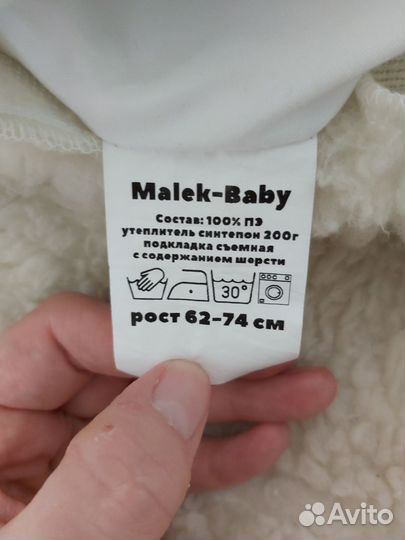 Malek-Baby
Состав: 100% ПЭ
утеплитель синтепон 200г
подкладка съемная
с содержанием шерсти
30°
рост 62-74 см
Avito